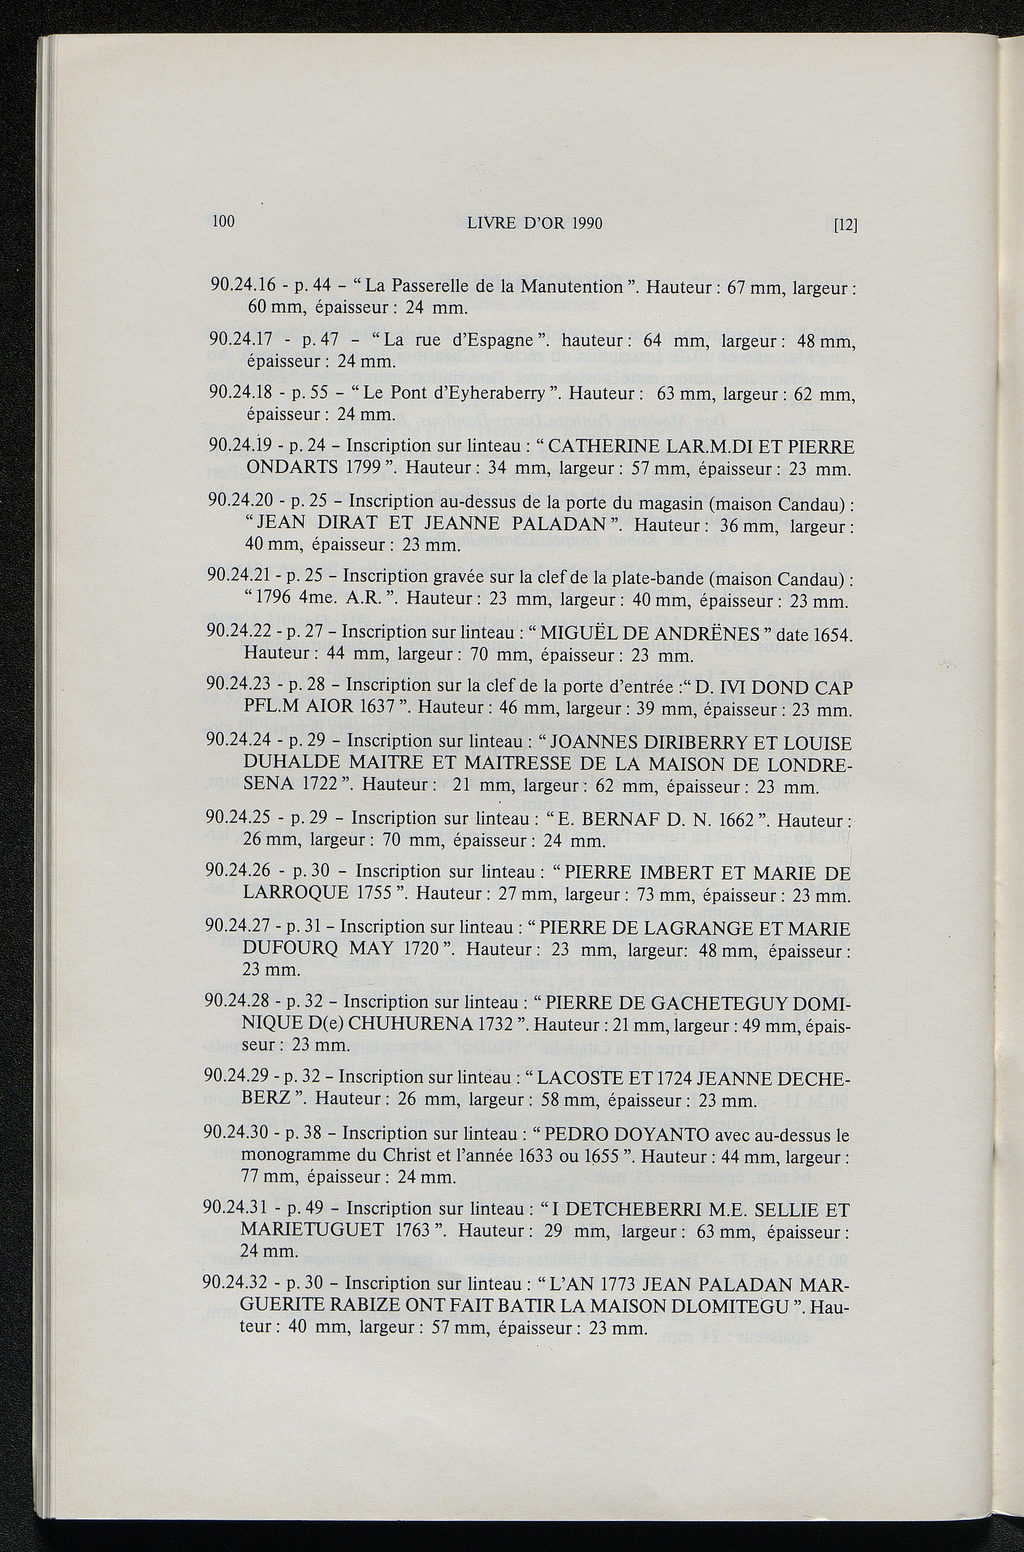 100 LIVRE D'OR 1990 [12]
90.24.16 - p. 44 – “ La Passerelle de la Manutention ”. Hauteur : 67 mm, largeur :
60 mm, épaisseur : 24 mm.
90.24.17 - p. 47 – “ La rue d'Espagne ”. hauteur : 64 mm, largeur : 48 mm,
épaisseur : 24 mm.
90.24.18 - p. 55 – “ Le Pont d'Eyheraberry ”. Hauteur : 63 mm, largeur : 62 mm,
épaisseur : 24 mm.
90.24.19 - p. 24 – Inscription sur linteau : “ CATHERINE LAR.M.DI ET PIERRE
ONDARTS 1799 ”. Hauteur : 34 mm, largeur : 57 mm, épaisseur : 23 mm.
90.24.20 - p. 25 – Inscription au-dessus de la porte du magasin (maison Candau) :
“ JEAN DIRAT ET JEANNE PALADAN ”. Hauteur : 36 mm, largeur :
40 mm, épaisseur : 23 mm.
90.24.21 - p. 25 – Inscription gravée sur la clef de la plate-bande (maison Candau) :
“ 1796 4me. A.R. ”. Hauteur : 23 mm, largeur : 40 mm, épaisseur : 23 mm.
90.24.22 - p. 27 – Inscription sur linteau : “ MIGUËL DE ANDRËNES ” date 1654.
Hauteur : 44 mm, largeur : 70 mm, épaisseur : 23 mm.
90.24.23 - p. 28 – Inscription sur la clef de la porte d'entrée :“ D. IVI DOND CAP
PFL.M AIOR 1637 ”. Hauteur : 46 mm, largeur : 39 mm, épaisseur : 23 mm.
90.24.24 - p. 29 – Inscription sur linteau : “ JOANNES DIRIBERRY ET LOUISE
DUHALDE MAITRE ET MAITRESSE DE LA MAISON DE LONDRE-
SENA 1722 ”. Hauteur : 21 mm, largeur : 62 mm, épaisseur : 23 mm.
90.24.25 - p. 29 – Inscription sur linteau : “ E. BERNAF D. N. 1662 ”. Hauteur :
26 mm, largeur : 70 mm, épaisseur : 24 mm.
90.24.26 - p. 30 – Inscription sur linteau : “ PIERRE IMBERT ET MARIE DE
LARROQUE 1755 ”. Hauteur : 27 mm, largeur : 73 mm, épaisseur : 23 mm.
90.24.27 - p. 31 – Inscription sur linteau : “ PIERRE DE LAGRANGE ET MARIE
DUFOURQ MAY 1720 ”. Hauteur : 23 mm, largeur: 48 mm, épaisseur :
23 mm.
90.24.28 - p. 32 – Inscription sur linteau : “ PIERRE DE GACHETEGUY DOMI-
NIQUE D(e) CHUHURENA 1732 ”. Hauteur : 21 mm, largeur : 49 mm, épais-
seur : 23 mm.
90.24.29 - p. 32 – Inscription sur linteau : “ LACOSTE ET 1724 JEANNE DECHE-
BERZ ”. Hauteur : 26 mm, largeur : 58 mm, épaisseur : 23 mm.
90.24.30 - p. 38 – Inscription sur linteau : “ PEDRO DOYANTO avec au-dessus le
monogramme du Christ et l'année 1633 ou 1655 ”. Hauteur : 44 mm, largeur :
77 mm, épaisseur : 24 mm.
90.24.31 - p. 49 – Inscription sur linteau : “ I DETCHEBERRI M.E. SELLIE ET
MARIETUGUET 1763 ”. Hauteur : 29 mm, largeur : 63 mm, épaisseur :
24 mm.
90.24.32 - p. 30 – Inscription sur linteau : “ L'AN 1773 JEAN PALADAN MAR-
GUERITE RABIZE ONT FAIT BATIR LA MAISON DLOMITEGU ”. Hau-
teur : 40 mm, largeur : 57 mm, épaisseur : 23 mm.